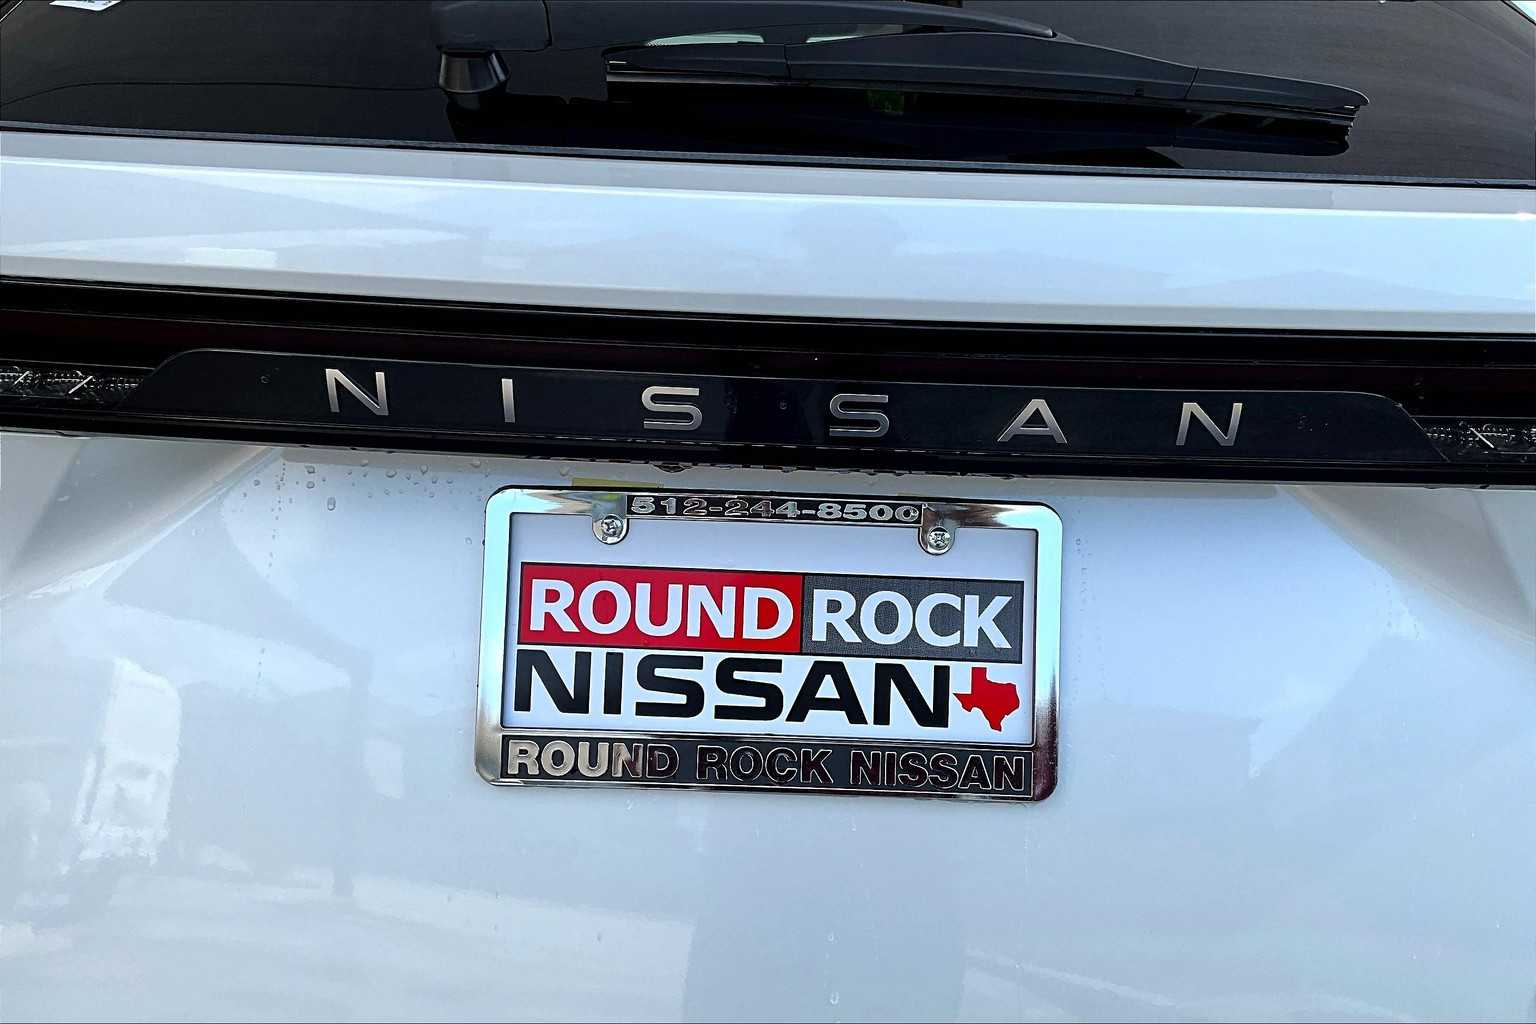 NISSAN
512-244-8500
ROUND ROCK
NISSAN
ROUND ROCK NISSAN